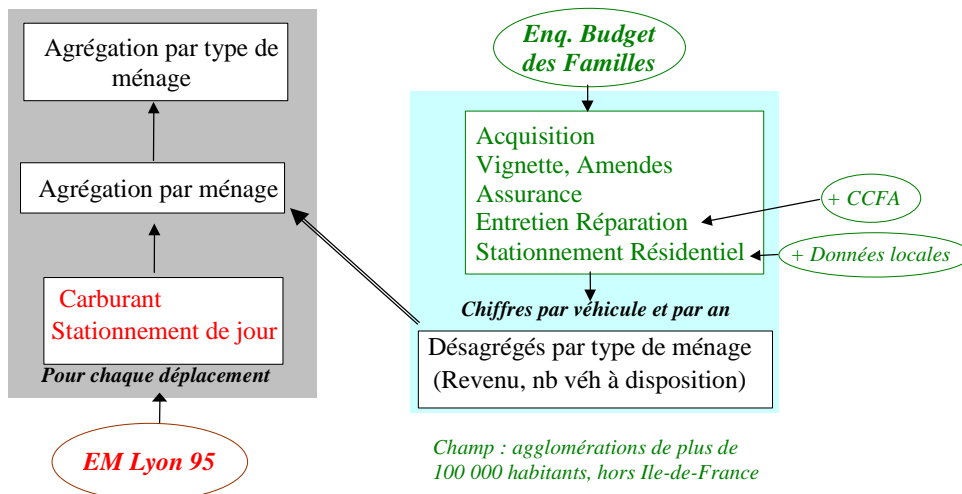 Agrégation par type de
ménage
Agrégation par ménage
Carburant
Stationnement de jour
Pour chaque déplacement
EM Lyon 95
Enq. Budget
des Familles
Acquisition
Vignette, Amendes
Assurance
Entretien Réparation
Stationnement Résidentiel
+ CCFA
+ Données locales
Chiffres par véhicule et par an
Désagrégés par type de ménage
(Revenu, nb véh à disposition)
Champ : agglomérations de plus de
100 000 habitants, hors Ile-de-France